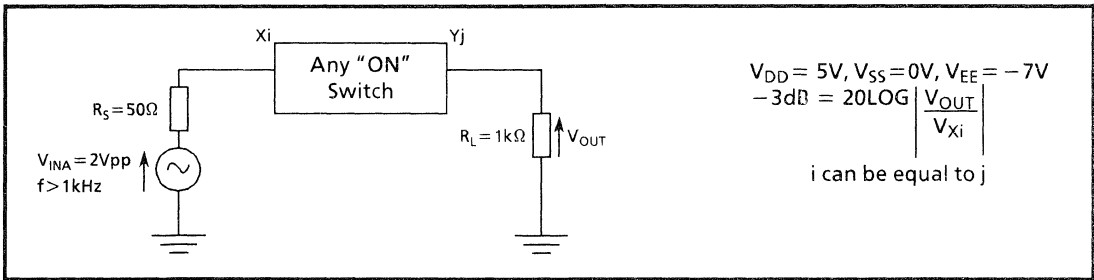 Xi
Yj
Any “ON”
Switch
R_S=50Ω
R_L=1kΩ
V_OUT
V_INA=2Vpp
f>1kHz
V_DD= 5V, V_SS=0V, V_EE= −7V
−3dB = 20LOG | V_OUT / V_Xi |
i can be equal to j